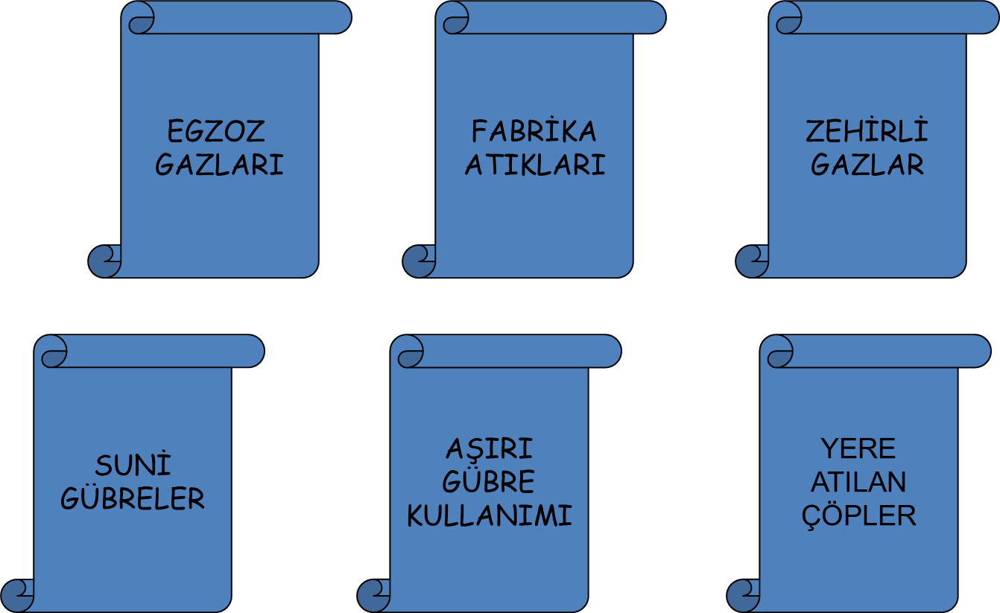 EGZOZ
GAZLARI
FABRİKA
ATIKLARI
ZEHİRLİ
GAZLAR
SUNİ
GÜBRELER
AŞIRI
GÜBRE
KULLANIMI
YERE
ATILAN
ÇÖPLER